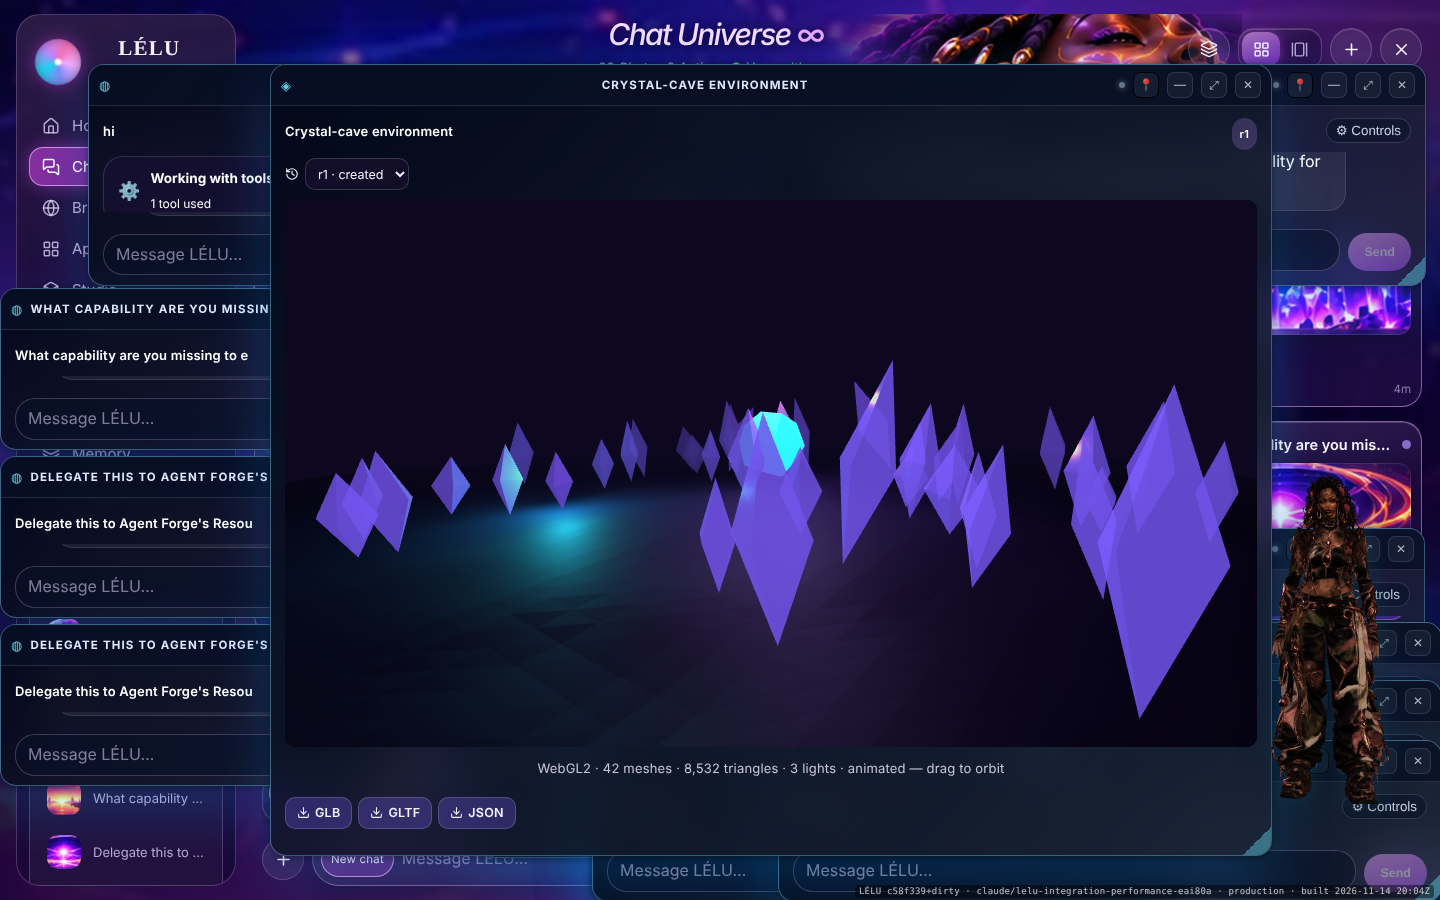 LÉLU
Chat Universe ∞
CRYSTAL-CAVE ENVIRONMENT
hi
Crystal-cave environment
r1
Controls
r1 · created
lity for
Working with tools
1 tool used
Message LÉLU...
Send
WHAT CAPABILITY ARE YOU MISSIN
What capability are you missing to e
4m
Message LÉLU...
lity are you mis...
Memory
DELEGATE THIS TO AGENT FORGE'S
Delegate this to Agent Forge's Resou
Message LÉLU...
DELEGATE THIS TO AGENT FORGE'S
Delegate this to Agent Forge's Resou
Message LÉLU...
WebGL2 · 42 meshes · 8,532 triangles · 3 lights · animated — drag to orbit
What capability ...
GLB
GLTF
JSON
Controls
Delegate this to ...
New chat
Message LÉLU...
Message LÉLU...
Message LÉLU...
Send
LÉLU c58f339+dirty · claude/lelu-integration-performance-eai80a · production · built 2026-11-14 20:04Z